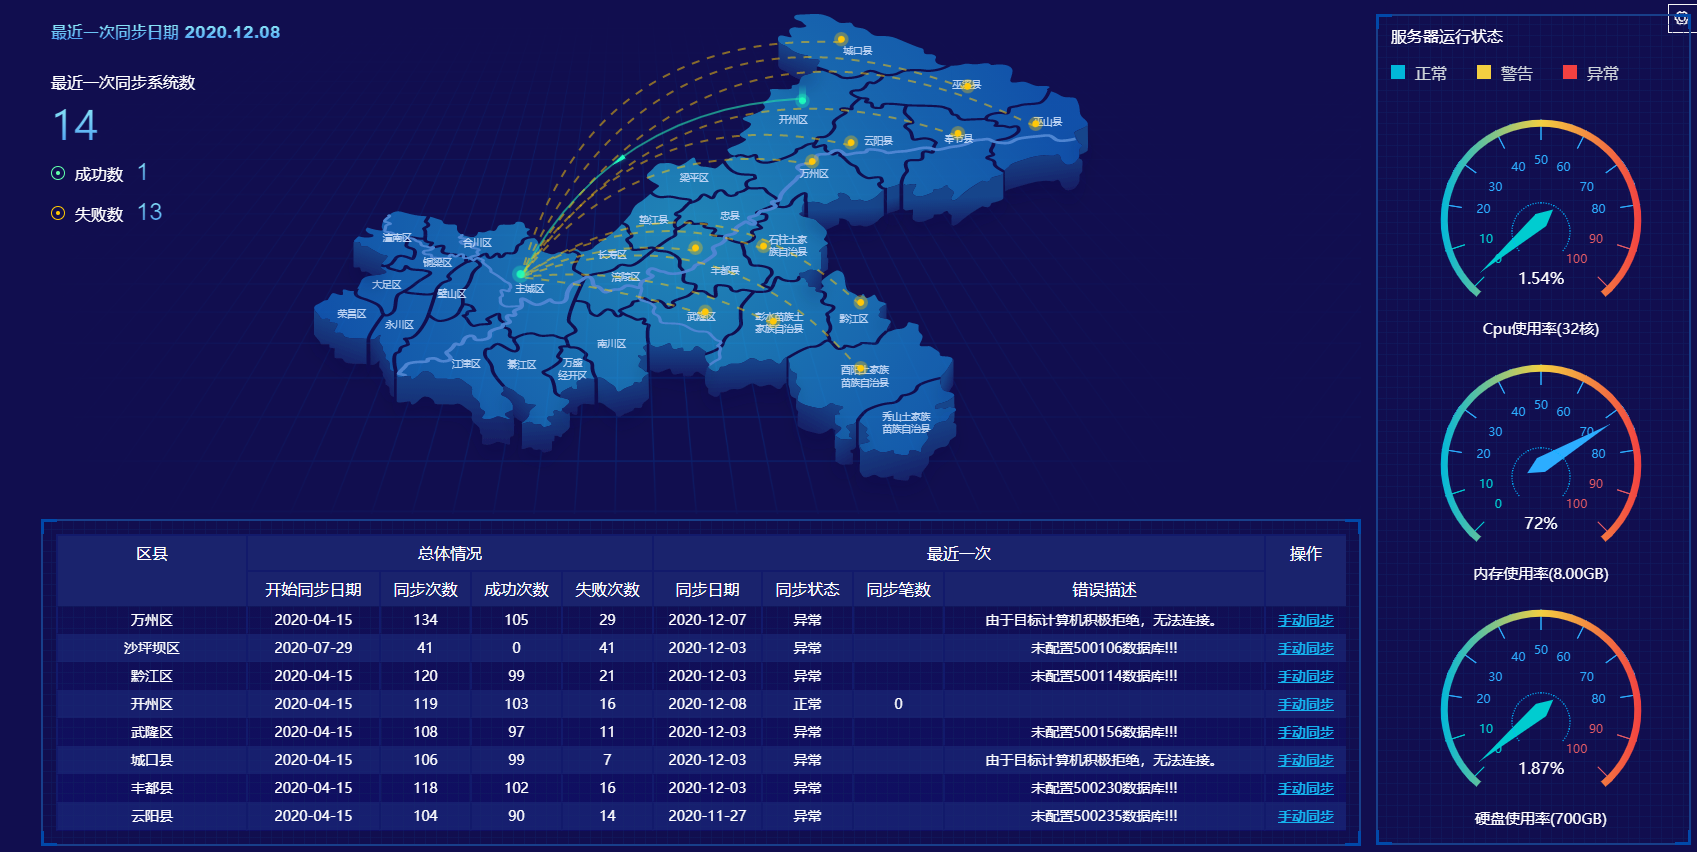 最近一次同步日期 2020.12.08
最近一次同步系统数
14
成功数 1
失败数 13
城口县
巫溪县
巫山县
开州区
云阳县
奉节县
万州区
梁平区
忠县
垫江县
石柱土家
族自治县
长寿区
涪陵区
丰都县
潼南区
合川区
铜梁区
大足区
璧山区
主城区
荣昌区
永川区
江津区
綦江区
万盛
经开区
南川区
武隆区
彭水苗族土
家族自治县
黔江区
酉阳土家族
苗族自治县
秀山土家族
苗族自治县
区县 总体情况 最近一次 操作
开始同步日期 同步次数 成功次数 失败次数 同步日期 同步状态 同步笔数 错误描述
万州区 2020-04-15 134 105 29 2020-12-07 异常 由于目标计算机积极拒绝，无法连接。 手动同步
沙坪坝区 2020-07-29 41 0 41 2020-12-03 异常 未配置500106数据库!!! 手动同步
黔江区 2020-04-15 120 99 21 2020-12-03 异常 未配置500114数据库!!! 手动同步
开州区 2020-04-15 119 103 16 2020-12-08 正常 0 手动同步
武隆区 2020-04-15 108 97 11 2020-12-03 异常 未配置500156数据库!!! 手动同步
城口县 2020-04-15 106 99 7 2020-12-03 异常 由于目标计算机积极拒绝，无法连接。 手动同步
丰都县 2020-04-15 118 102 16 2020-12-03 异常 未配置500230数据库!!! 手动同步
云阳县 2020-04-15 104 90 14 2020-11-27 异常 未配置500235数据库!!! 手动同步
服务器运行状态
正常 警告 异常
0 10 20 30 40 50 60 70 80 90 100
1.54%
Cpu使用率(32核)
0 10 20 30 40 50 60 70 80 90 100
72%
内存使用率(8.00GB)
0 10 20 30 40 50 60 70 80 90 100
1.87%
硬盘使用率(700GB)